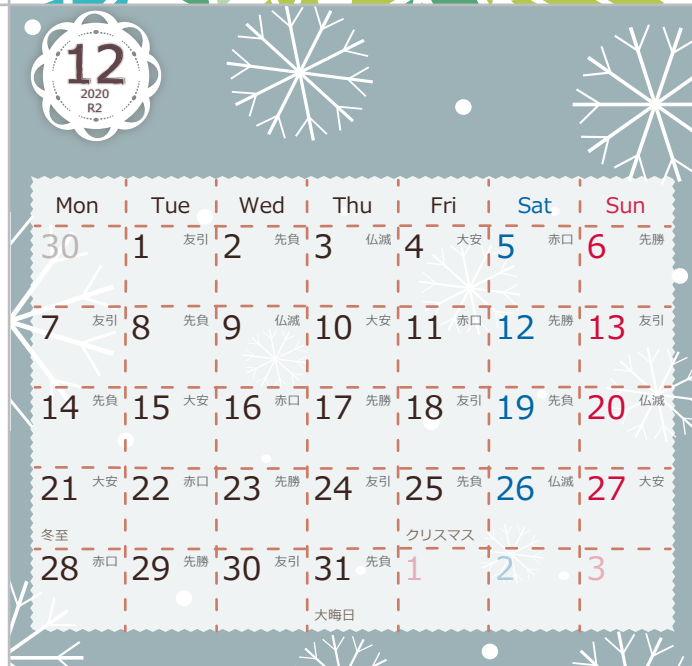 12
2020
R2
Mon Tue Wed Thu Fri Sat Sun
30 1 友引 2 先負 3 仏滅 4 大安 5 赤口 6 先勝
7 友引 8 先負 9 仏滅 10 大安 11 赤口 12 先勝 13 友引
14 先負 15 大安 16 赤口 17 先勝 18 友引 19 先負 20 仏滅
21 大安 22 赤口 23 先勝 24 友引 25 先負 26 仏滅 27 大安
冬至 クリスマス
28 赤口 29 先勝 30 友引 31 先負 1 2 3
大晦日